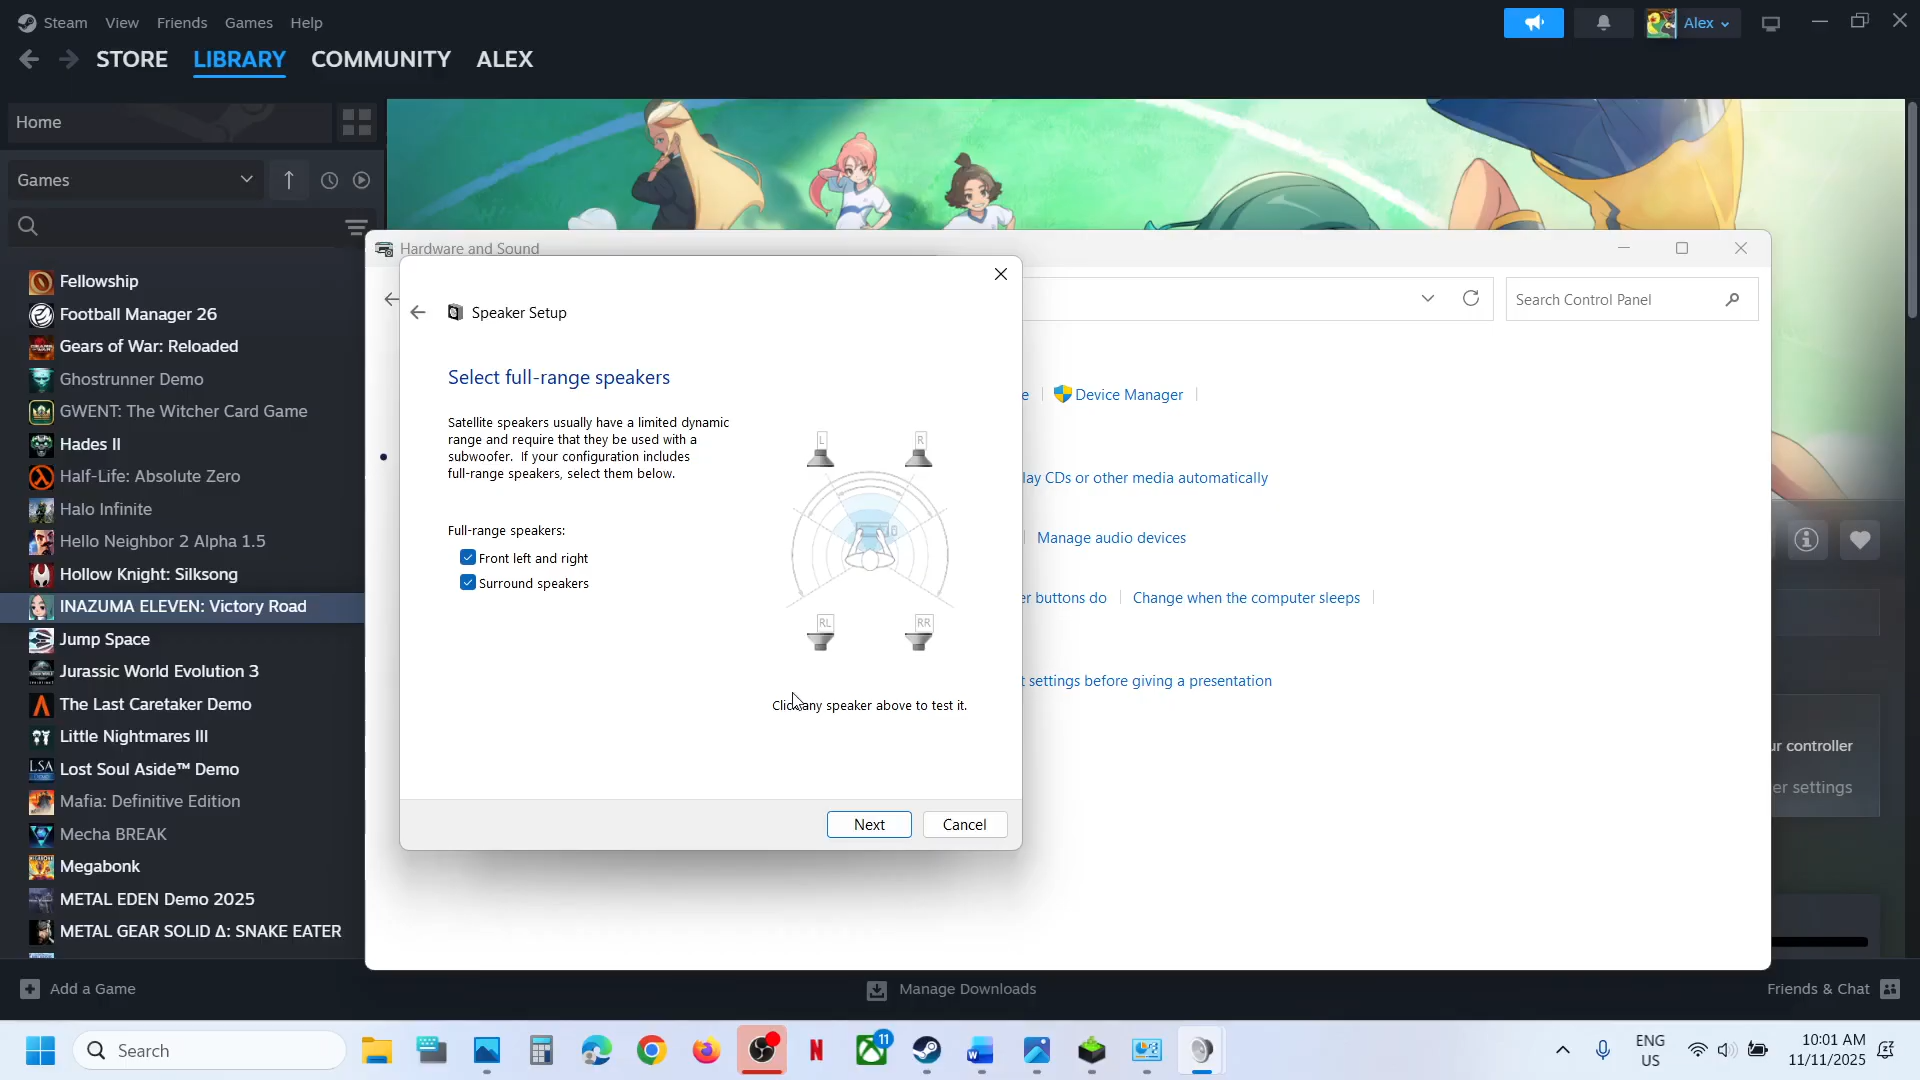 Steam View Friends Games Help
Alex
STORE LIBRARY COMMUNITY ALEX
Home
Games
Fellowship
Football Manager 26
Gears of War: Reloaded
Ghostrunner Demo
GWENT: The Witcher Card Game
Hades II
Half-Life: Absolute Zero
Halo Infinite
Hello Neighbor 2 Alpha 1.5
Hollow Knight: Silksong
INAZUMA ELEVEN: Victory Road
Jump Space
Jurassic World Evolution 3
The Last Caretaker Demo
Little Nightmares III
Lost Soul Aside™ Demo
Mafia: Definitive Edition
Mecha BREAK
Megabonk
METAL EDEN Demo 2025
METAL GEAR SOLID Δ: SNAKE EATER
Hardware and Sound
Search Control Panel
Speaker Setup
Select full-range speakers
Satellite speakers usually have a limited dynamic
range and require that they be used with a
subwoofer. If your configuration includes
full-range speakers, select them below.
Full-range speakers:
Front left and right
Surround speakers
L R
RL RR
Click any speaker above to test it.
Next Cancel
e Device Manager
lay CDs or other media automatically
Manage audio devices
er buttons do Change when the computer sleeps
t settings before giving a presentation
ur controller
er settings
Add a Game
Manage Downloads
Friends & Chat
Search
11
ENG
US
10:01 AM
11/11/2025